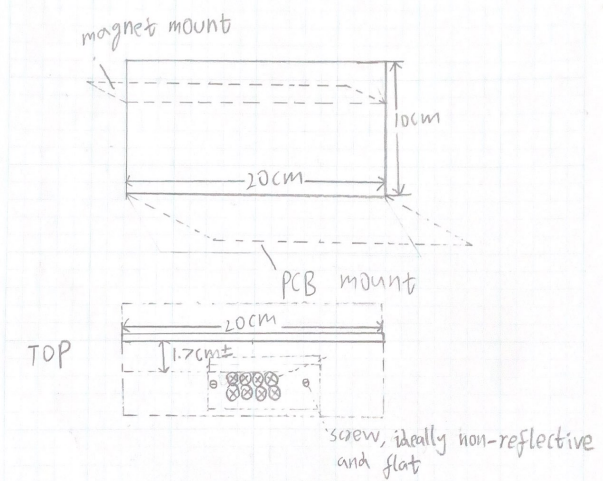 magnet mount
10cm
20cm
PCB mount
20cm
TOP
1.7cm±
screw, ideally non-reflective
and flat